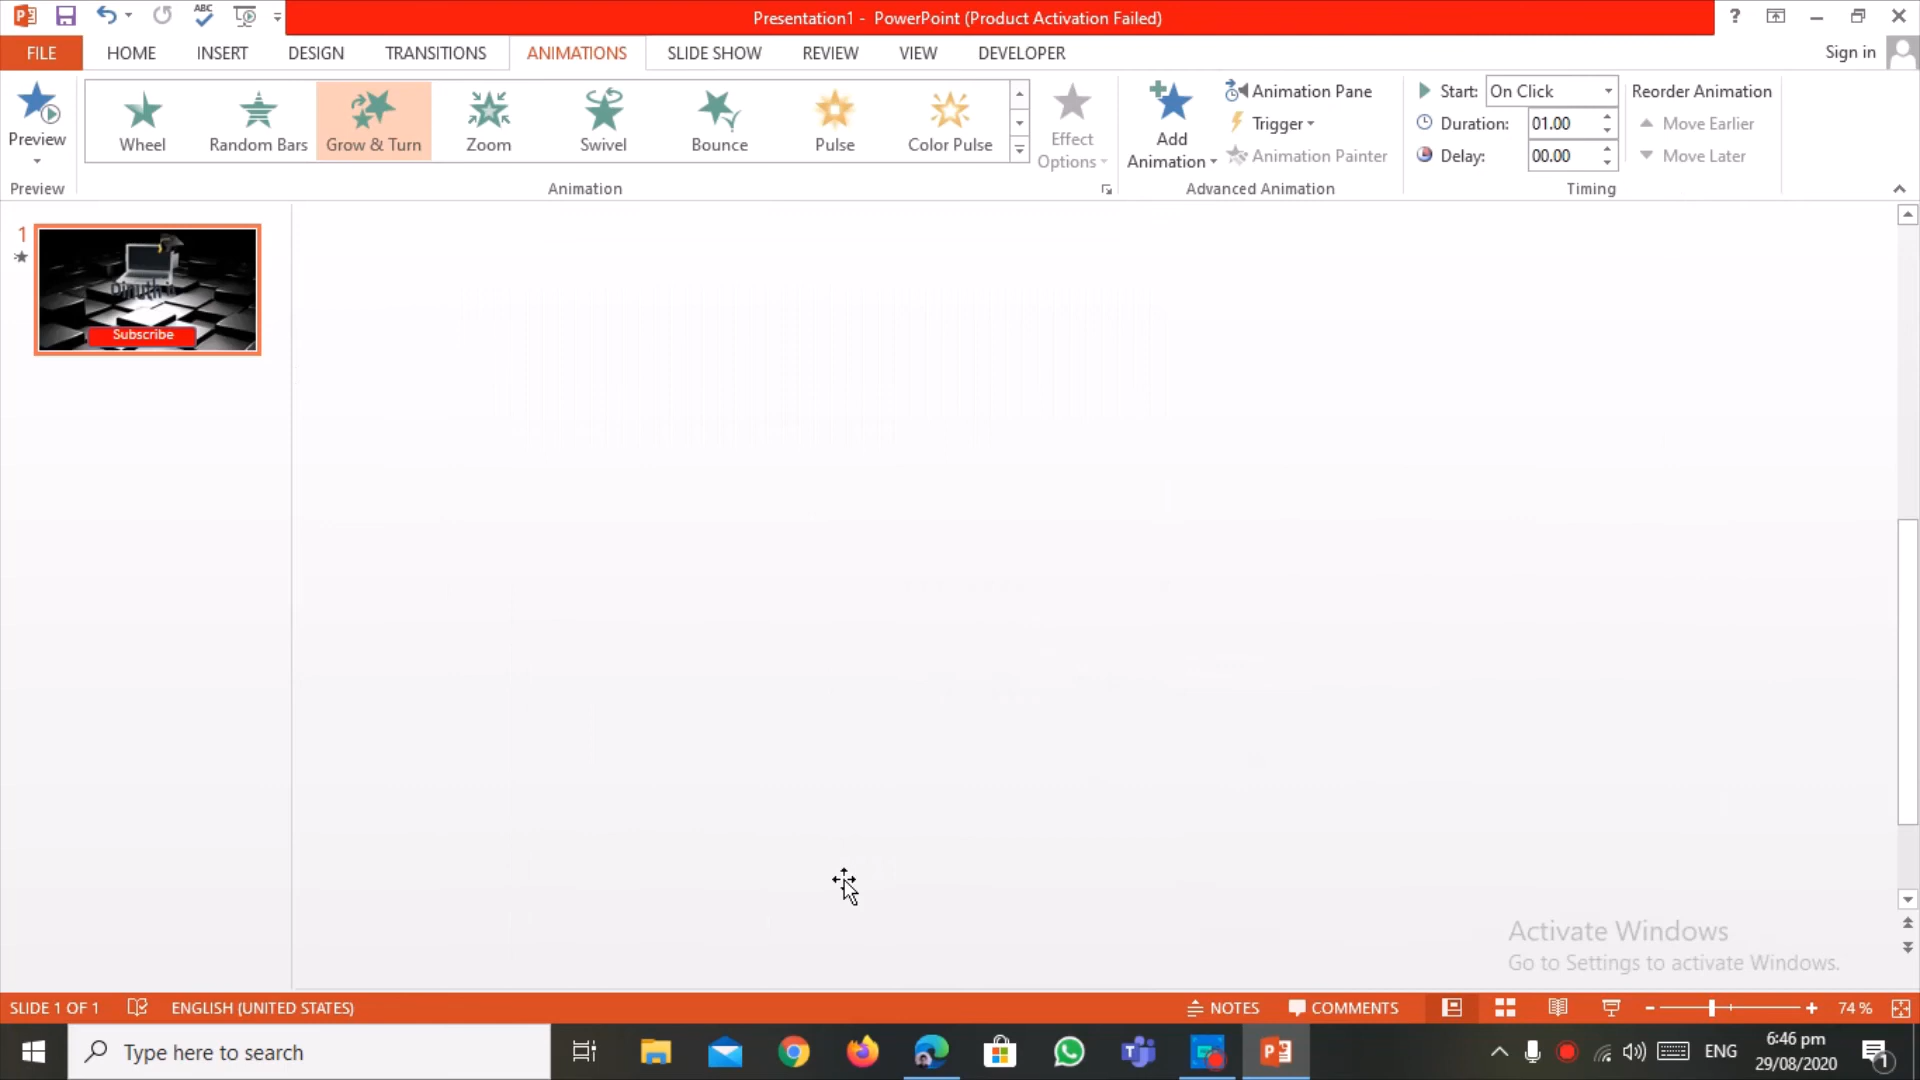 Presentation1 - PowerPoint (Product Activation Failed)
ABC
?
FILE
HOME
INSERT
DESIGN
TRANSITIONS
ANIMATIONS
SLIDE SHOW
REVIEW
VIEW
DEVELOPER
Sign in
Preview
Wheel
Random Bars
Grow & Turn
Zoom
Swivel
Bounce
Pulse
Color Pulse
Effect
Options
Add
Animation
Animation Pane
Trigger
Animation Painter
Start: On Click
Duration: 01.00
Delay: 00.00
Reorder Animation
Move Earlier
Move Later
Preview
Animation
Advanced Animation
Timing
1
Subscribe
Activate Windows
Go to Settings to activate Windows.
SLIDE 1 OF 1
ENGLISH (UNITED STATES)
NOTES
COMMENTS
74 %
Type here to search
ENG
6:46 pm
29/08/2020
1